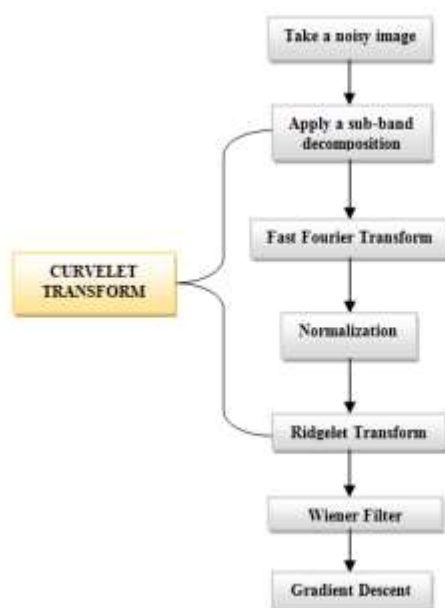 Take a noisy image
Apply a sub-band
decomposition
Fast Fourier Transform
CURVELET
TRANSFORM
Normalization
Ridgelet Transform
Wiener Filter
Gradient Descent